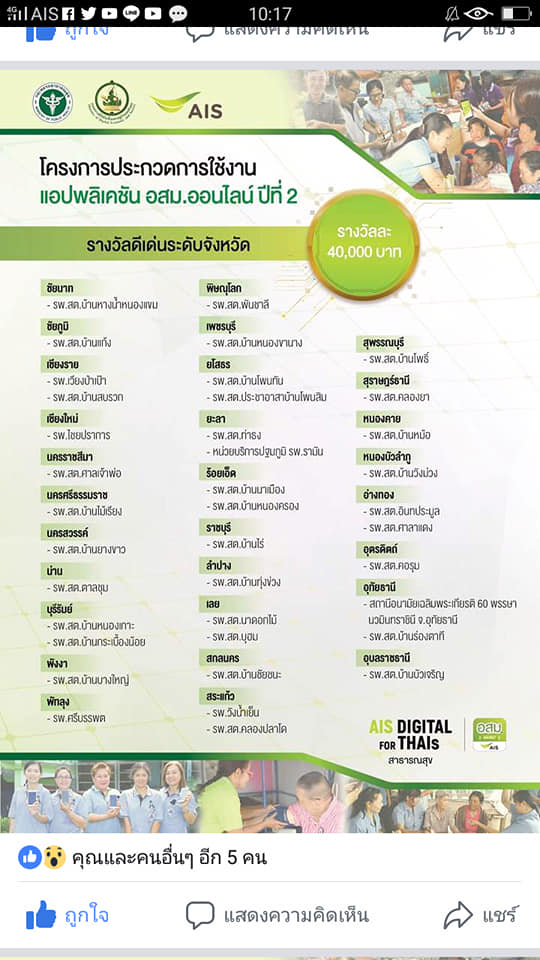 4G
AIS
10:17
ถูกใจ
แสดงความคิดเห็น
แชร์
AIS
โครงการประกวดการใช้งาน
แอปพลิเคชัน อสม.ออนไลน์ ปีที่ 2
รางวัลดีเด่นระดับจังหวัด
รางวัลละ
40,000 บาท
ชัยนาท
- รพ.สต.บ้านหางน้ำหนองแขม
ชัยภูมิ
- รพ.สต.บ้านแท้ง
เชียงราย
- รพ.เวียงป่าเป้า
- รพ.สต.บ้านสบรวก
เชียงใหม่
- รพ.ไชยปราการ
นครราชสีมา
- รพ.สต.ศาลเจ้าพ่อ
นครศรีธรรมราช
- รพ.สต.บ้านไม้เรียง
นครสวรรค์
- รพ.สต.บ้านยางขาว
น่าน
- รพ.สต.ตาลชุม
บุรีรัมย์
- รพ.สต.บ้านหนองเกาะ
- รพ.สต.บ้านกระเบื้องน้อย
พังงา
- รพ.สต.บ้านบางใหญ่
พัทลุง
- รพ.ศรีบรรพต
พิษณุโลก
- รพ.สต.พันชาลี
เพชรบุรี
- รพ.สต.บ้านหนองขานาง
ยโสธร
- รพ.สต.บ้านโพนทัน
- รพ.สต.ประชาอาสาบ้านโพนสิม
ยะลา
- รพ.สต.ท่าธง
- หน่วยบริการปฐมภูมิ รพ.รามัน
ร้อยเอ็ด
- รพ.สต.บ้านนาเมือง
- รพ.สต.บ้านหนองครอง
ราชบุรี
- รพ.สต.บ้านไร่
ลำปาง
- รพ.สต.บ้านทุ่งข่วง
เลย
- รพ.สต.นาดอกไม้
- รพ.สต.บุฮม
สกลนคร
- รพ.สต.บ้านชัยชนะ
สระแก้ว
- รพ.วังน้ำเย็น
- รพ.สต.คลองปลาโด
สุพรรณบุรี
- รพ.สต.บ้านโพธิ์
สุราษฎร์ธานี
- รพ.สต.คลองยา
หนองคาย
- รพ.สต.บ้านหม้อ
หนองบัวลำภู
- รพ.สต.บ้านวังม่วง
อ่างทอง
- รพ.สต.อินทประมูล
- รพ.สต.ศาลาแดง
อุตรดิตถ์
- รพ.สต.คอรุม
อุทัยธานี
- สถานีอนามัยเฉลิมพระเกียรติ 60 พรรษา
นวมินทราชินี จ.อุทัยธานี
- รพ.สต.บ้านร่องตาที
อุบลราชธานี
- รพ.สต.บ้านบัวเจริญ
AIS DIGITAL
FOR THAIs
สาธารณสุข
อสม.
AIS
คุณและคนอื่นๆ อีก 5 คน
ถูกใจ
แสดงความคิดเห็น
แชร์